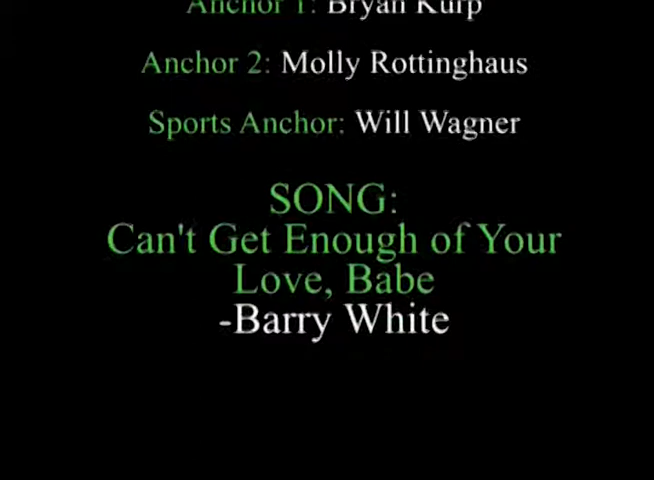 Anchor 1: Bryan Kurp
Anchor 2: Molly Rottinghaus
Sports Anchor: Will Wagner
SONG:
Can't Get Enough of Your
Love, Babe
-Barry White